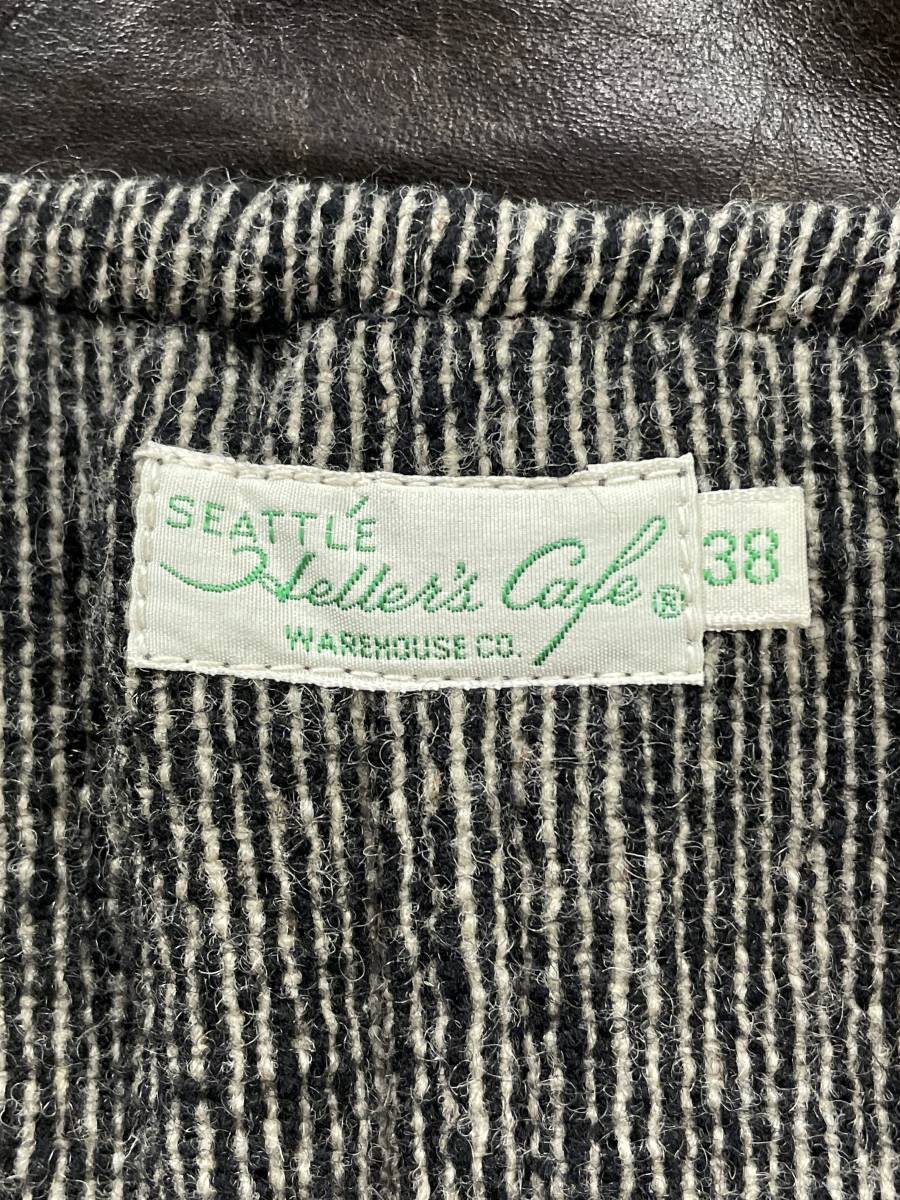 SEATTLE
Heller's Cafe ®
WAREHOUSE CO.
38